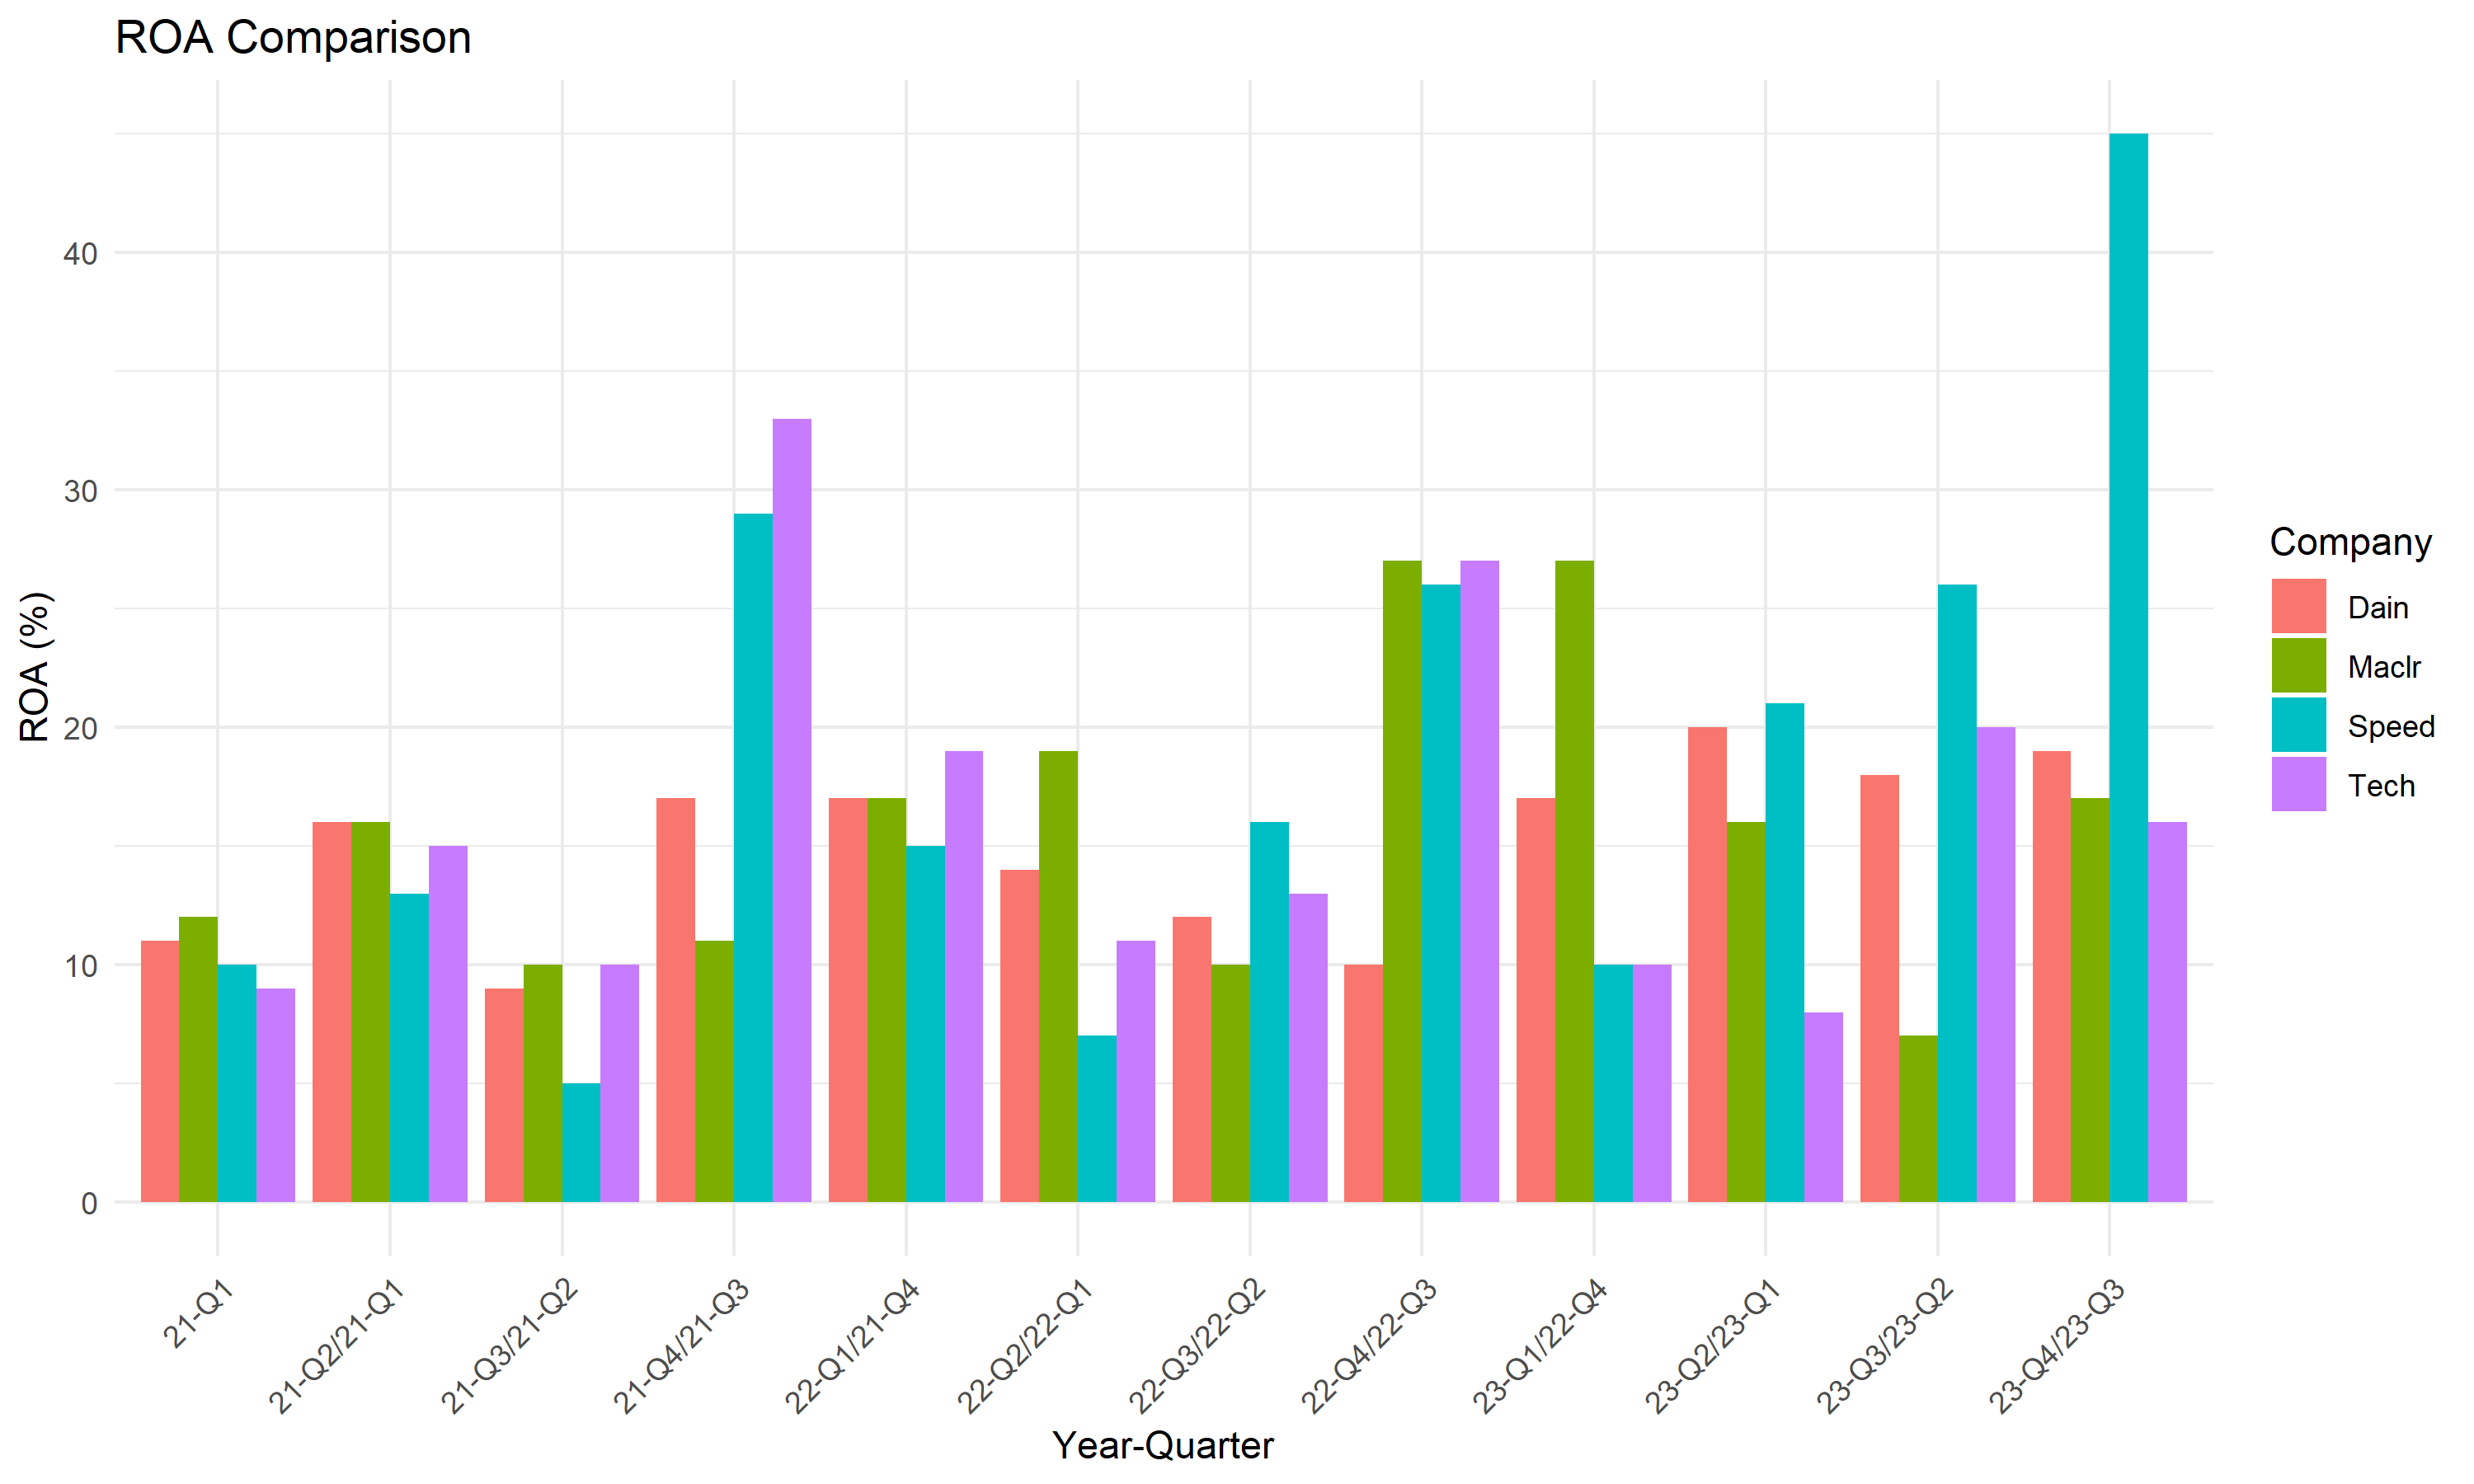 ROA Comparison
ROA (%)
40
30
20
10
0
21-Q1
21-Q2/21-Q1
21-Q3/21-Q2
21-Q4/21-Q3
22-Q1/21-Q4
22-Q2/22-Q1
22-Q3/22-Q2
22-Q4/22-Q3
23-Q1/22-Q4
23-Q2/23-Q1
23-Q3/23-Q2
23-Q4/23-Q3
Year-Quarter
Company
Dain
Maclr
Speed
Tech